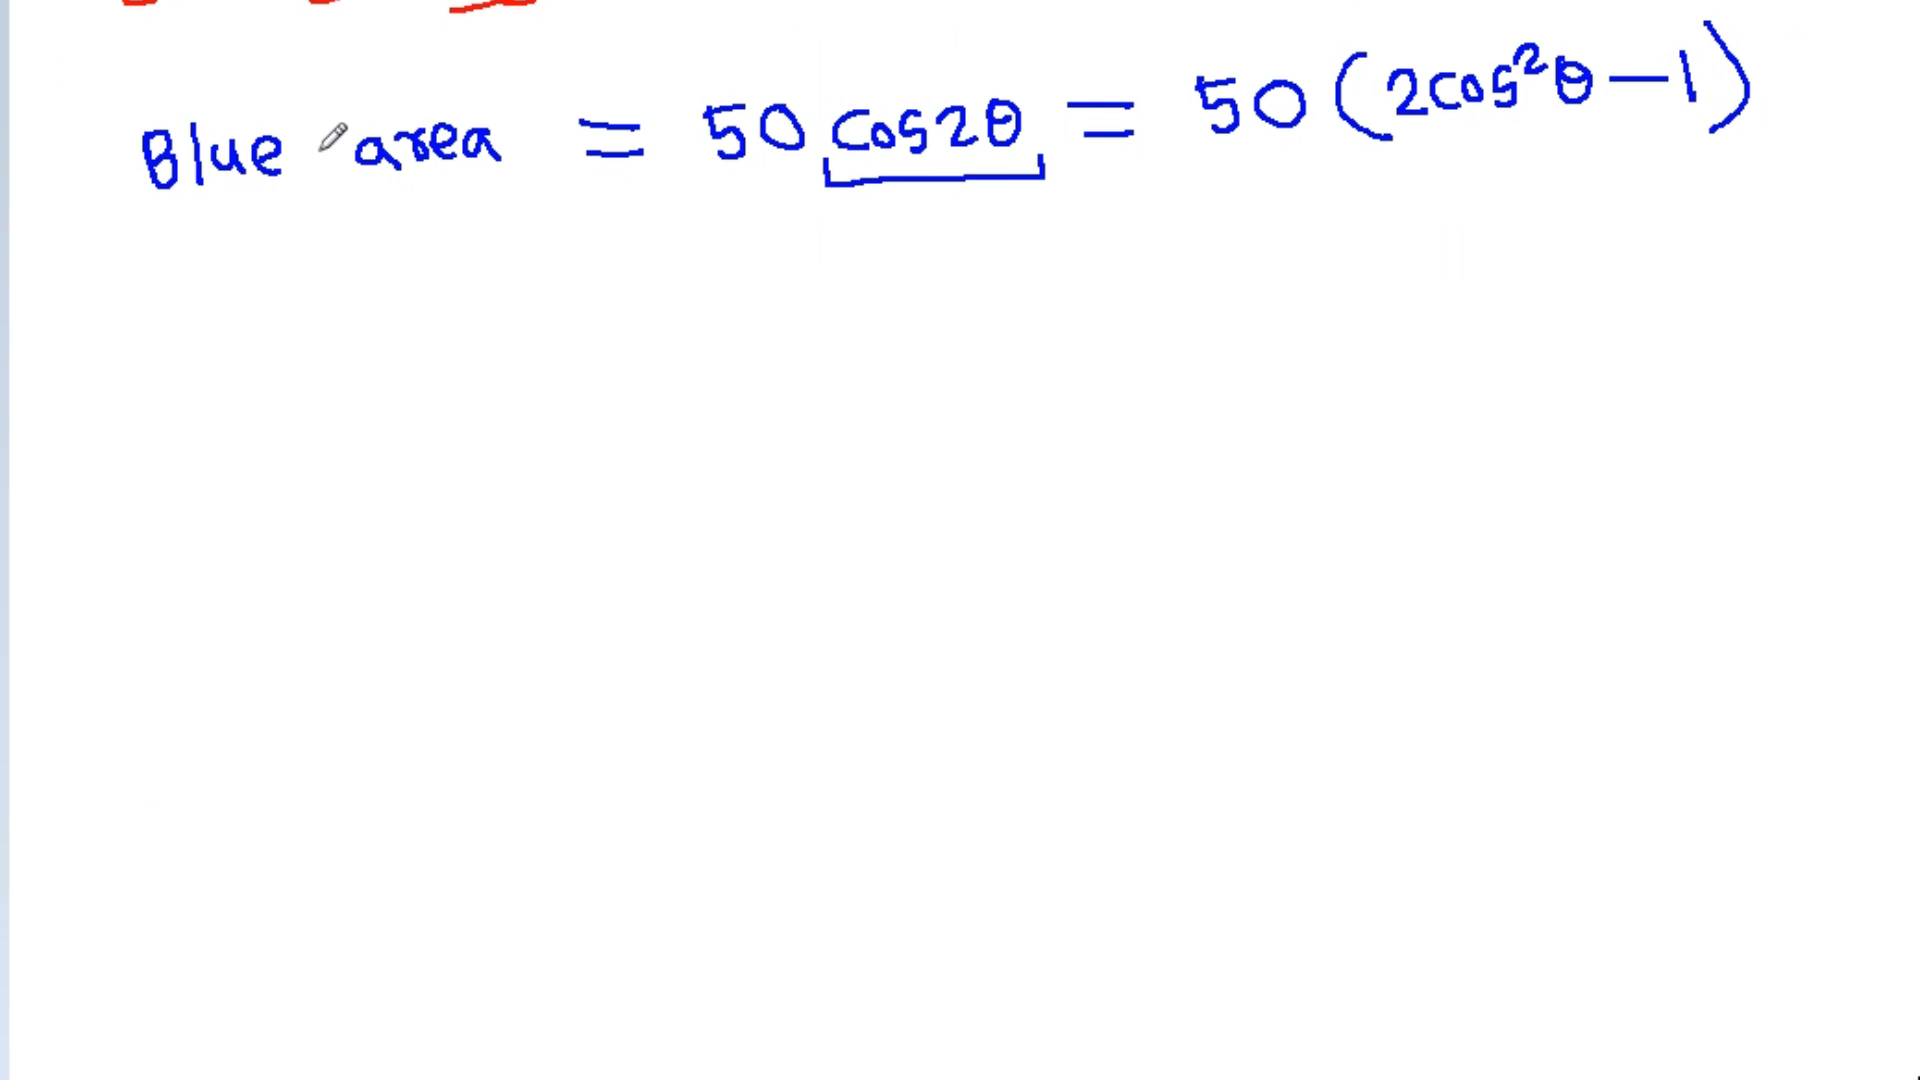 Blue area = 50 cos2θ = 50 (2cos²θ - 1)